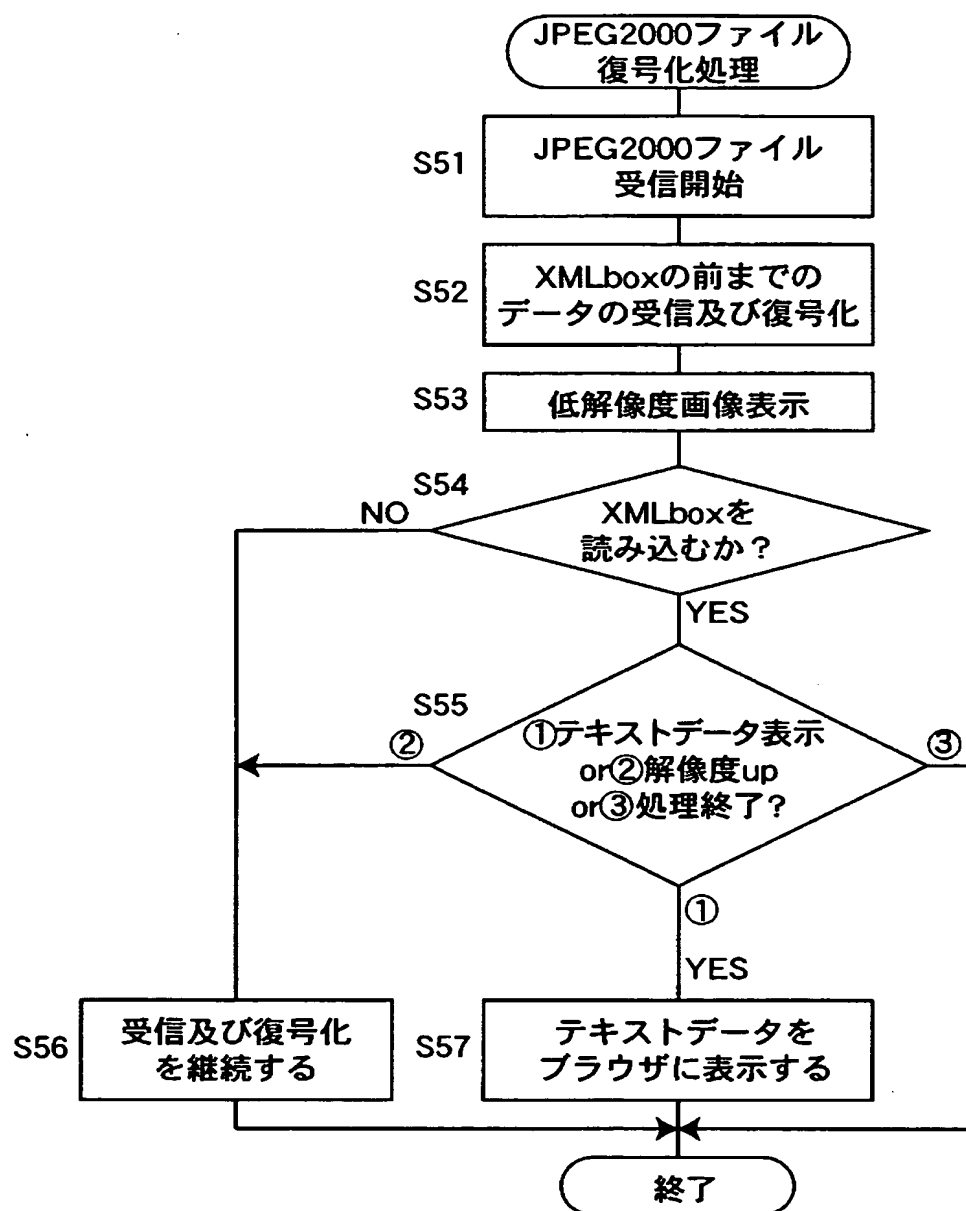 JPEG2000ファイル
復号化処理
S51
JPEG2000ファイル
受信開始
S52
XMLboxの前までの
データの受信及び復号化
S53
低解像度画像表示
S54
NO
XMLboxを
読み込むか？
YES
S55
②
①テキストデータ表示
or②解像度up
or③処理終了？
③
①
YES
S56
受信及び復号化
を継続する
S57
テキストデータを
ブラウザに表示する
終了